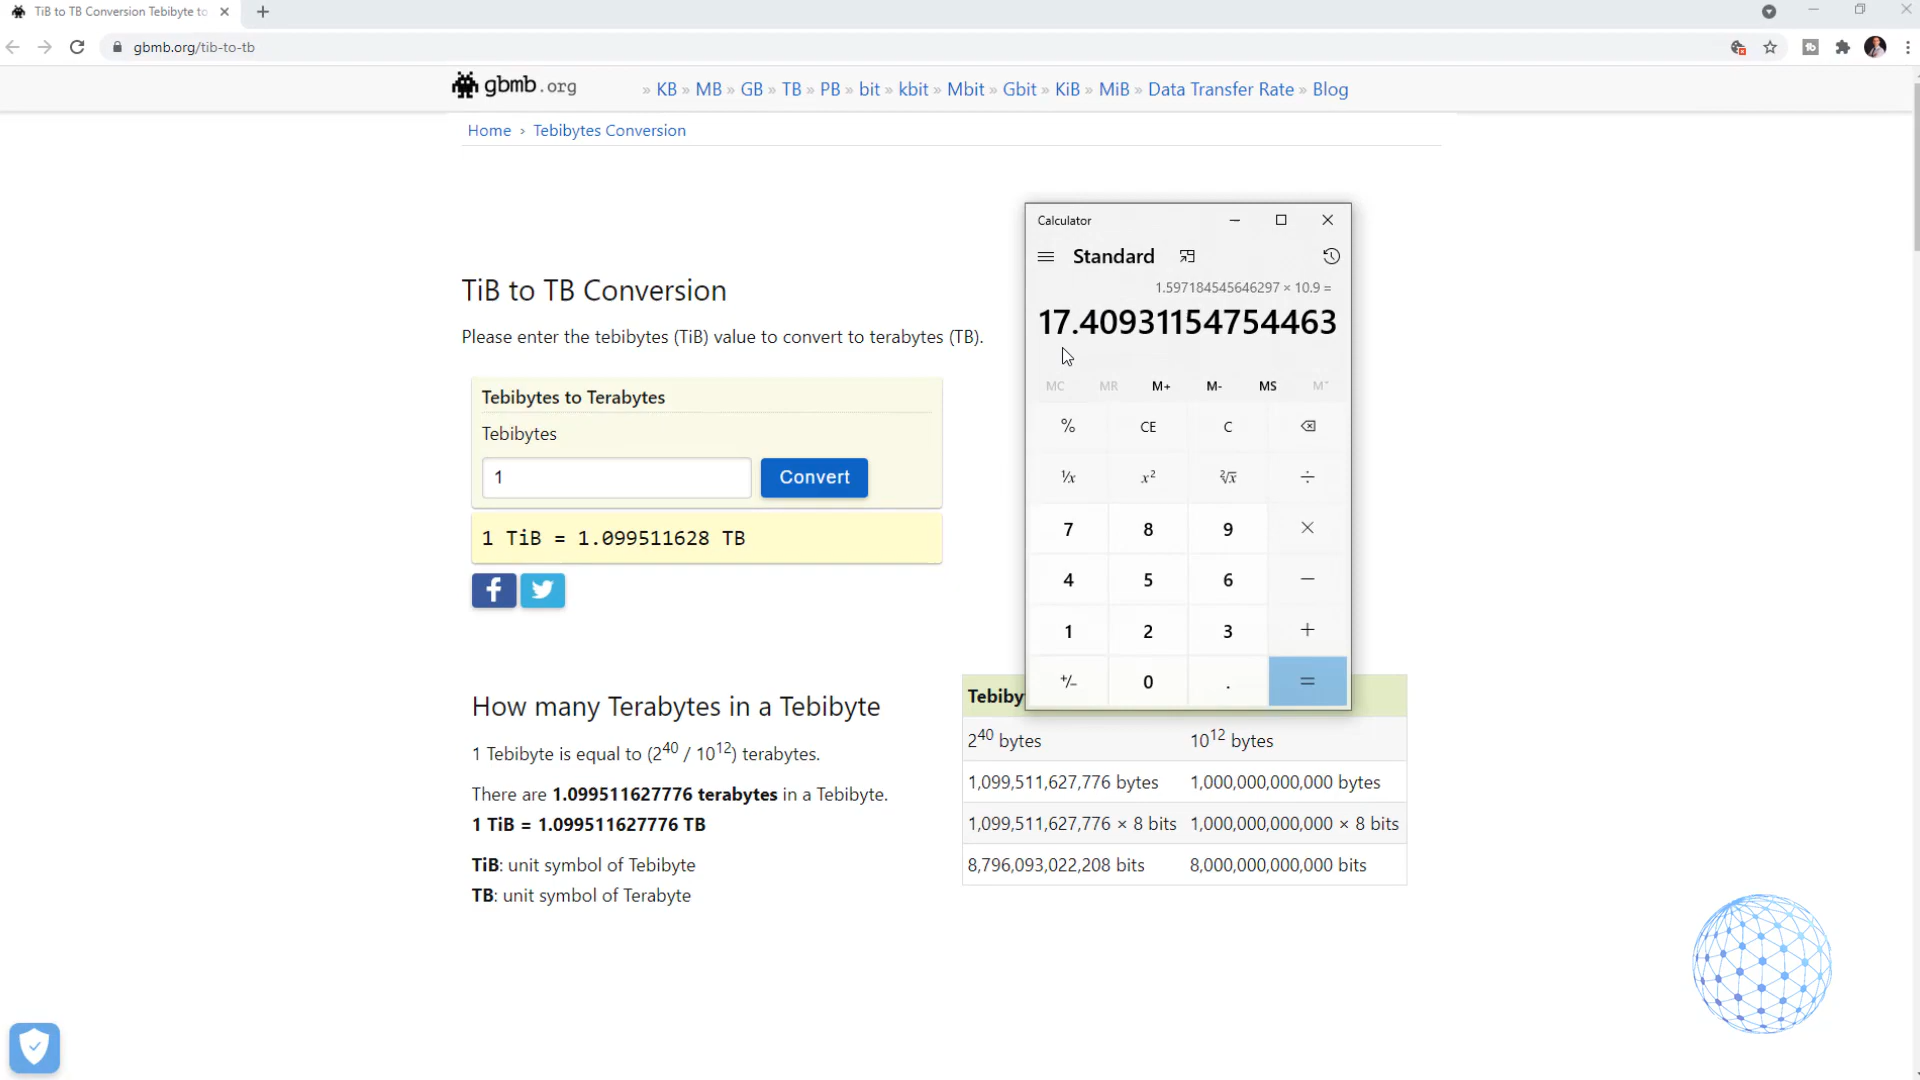 TiB to TB Conversion Tebibyte to
gbmb.org/tib-to-tb
gbmb.org
» KB » MB » GB » TB » PB » bit » kbit » Mbit » Gbit » KiB » MiB » Data Transfer Rate » Blog
Home › Tebibytes Conversion
TiB to TB Conversion
Please enter the tebibytes (TiB) value to convert to terabytes (TB).
Tebibytes to Terabytes
Tebibytes
1
Convert
1 TiB = 1.099511628 TB
Calculator
Standard
1.597184545646297 × 10.9 =
17.40931154754463
MC MR M+ M- MS M˅
% CE C
⅟x x² ²√x ÷
7 8 9 ×
4 5 6 −
1 2 3 +
+/− 0 . =
How many Terabytes in a Tebibyte
1 Tebibyte is equal to (2⁴⁰ / 10¹²) terabytes.
There are 1.099511627776 terabytes in a Tebibyte.
1 TiB = 1.099511627776 TB
TiB: unit symbol of Tebibyte
TB: unit symbol of Terabyte
Tebiby
2⁴⁰ bytes 10¹² bytes
1,099,511,627,776 bytes 1,000,000,000,000 bytes
1,099,511,627,776 × 8 bits 1,000,000,000,000 × 8 bits
8,796,093,022,208 bits 8,000,000,000,000 bits